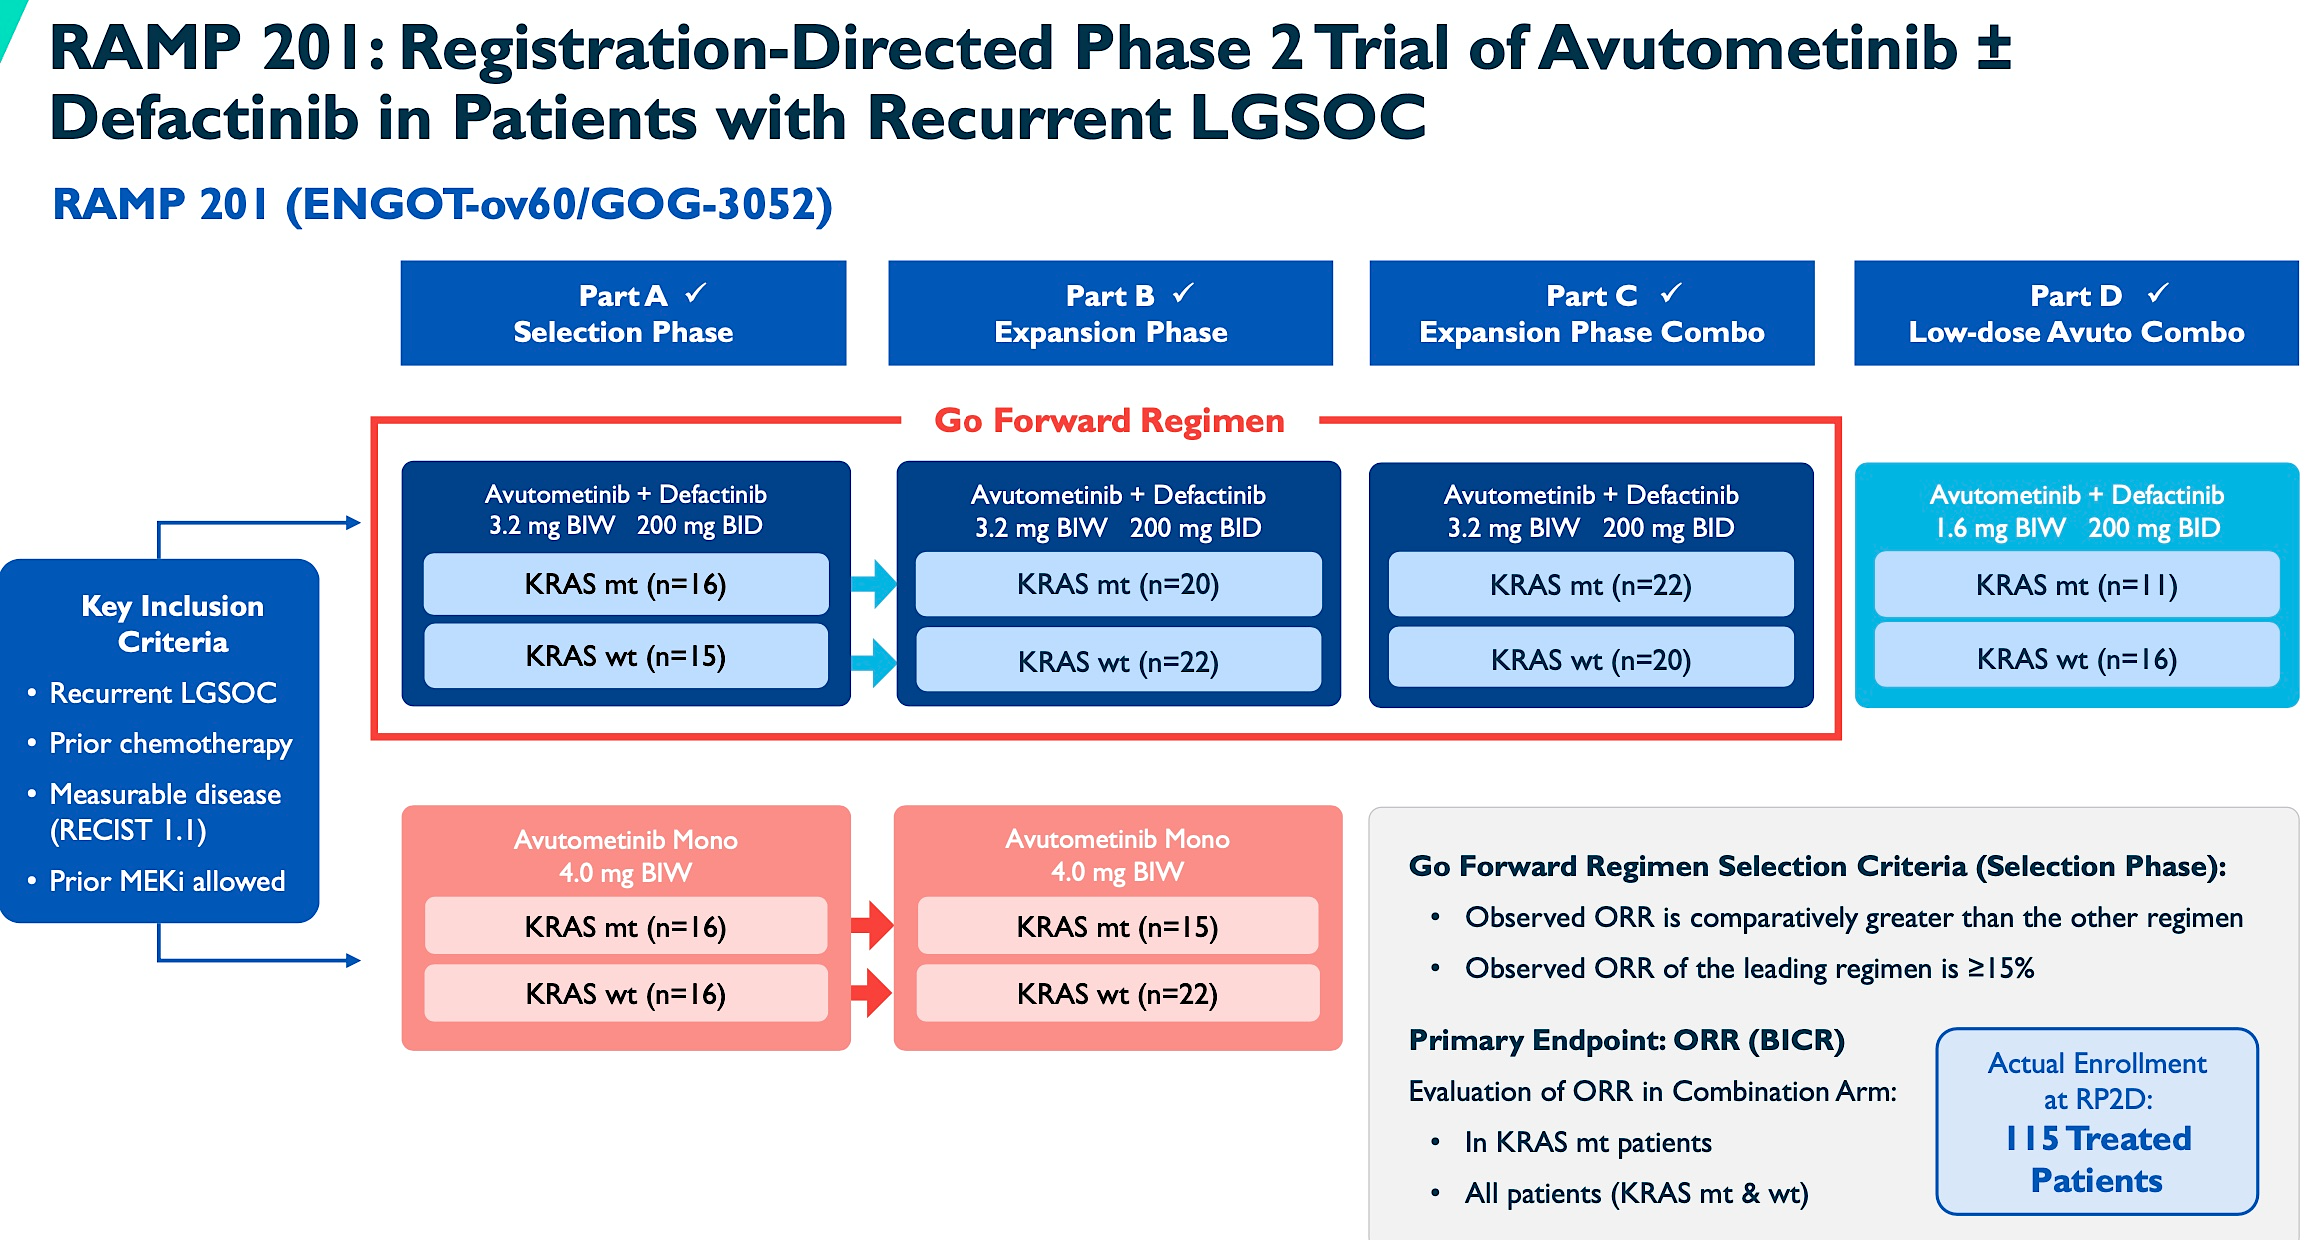 RAMP 201: Registration-Directed Phase 2 Trial of Avutometinib ±
Defactinib in Patients with Recurrent LGSOC
RAMP 201 (ENGOT-ov60/GOG-3052)
Part A ✓
Selection Phase
Part B ✓
Expansion Phase
Part C ✓
Expansion Phase Combo
Part D ✓
Low-dose Avuto Combo
Go Forward Regimen
Key Inclusion
Criteria
• Recurrent LGSOC
• Prior chemotherapy
• Measurable disease
(RECIST 1.1)
• Prior MEKi allowed
Avutometinib + Defactinib
3.2 mg BIW 200 mg BID
KRAS mt (n=16)
KRAS wt (n=15)
Avutometinib + Defactinib
3.2 mg BIW 200 mg BID
KRAS mt (n=20)
KRAS wt (n=22)
Avutometinib + Defactinib
3.2 mg BIW 200 mg BID
KRAS mt (n=22)
KRAS wt (n=20)
Avutometinib + Defactinib
1.6 mg BIW 200 mg BID
KRAS mt (n=11)
KRAS wt (n=16)
Avutometinib Mono
4.0 mg BIW
KRAS mt (n=16)
KRAS wt (n=16)
Avutometinib Mono
4.0 mg BIW
KRAS mt (n=15)
KRAS wt (n=22)
Go Forward Regimen Selection Criteria (Selection Phase):
• Observed ORR is comparatively greater than the other regimen
• Observed ORR of the leading regimen is ≥15%
Primary Endpoint: ORR (BICR)
Evaluation of ORR in Combination Arm:
• In KRAS mt patients
• All patients (KRAS mt & wt)
Actual Enrollment
at RP2D:
115 Treated
Patients